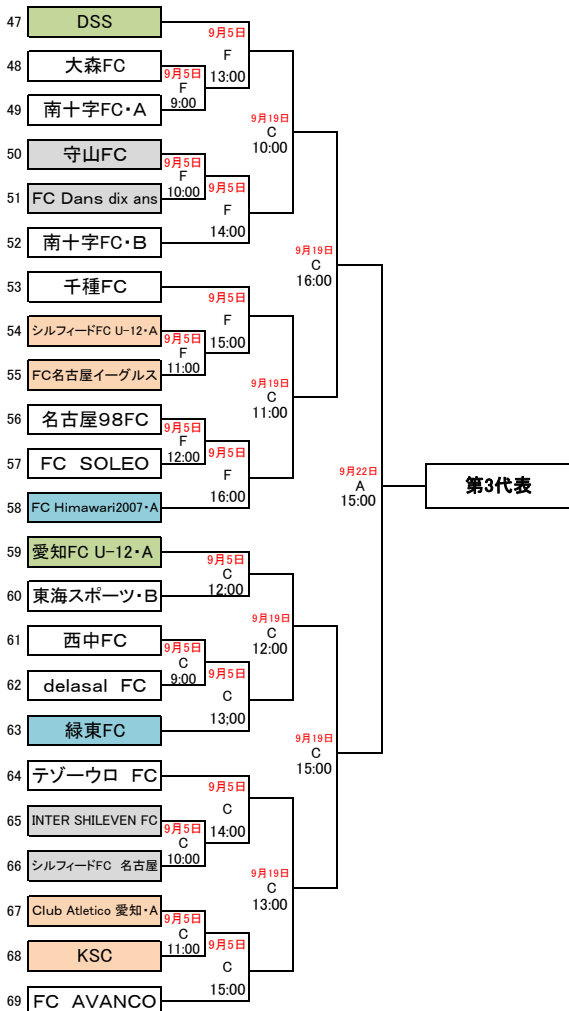 47 DSS
9月5日
F
13:00
48 大森FC
9月5日
F
9:00
49 南十字FC・A
9月19日
C
10:00
50 守山FC
9月5日
F
10:00
51 FC Dans dix ans
9月5日
F
14:00
52 南十字FC・B
9月19日
C
16:00
53 千種FC
9月5日
F
15:00
54 シルフィードFC U-12・A
9月5日
F
11:00
55 FC名古屋イーグルス
9月19日
C
11:00
56 名古屋98FC
9月5日
F
12:00
57 FC SOLEO
9月5日
F
16:00
58 FC Himawari2007・A
9月22日
A
15:00
第3代表
59 愛知FC U-12・A
9月5日
C
12:00
60 東海スポーツ・B
9月19日
C
12:00
61 西中FC
9月5日
C
9:00
62 delasal FC
9月5日
C
13;00
63 緑東FC
9月19日
C
15:00
64 テゾーウロ FC
9月5日
C
14:00
65 INTER SHILEVEN FC
9月5日
C
10:00
66 シルフィードFC 名古屋
9月19日
C
13:00
67 Club Atletico 愛知・A
9月5日
C
11:00
68 KSC
9月5日
C
15:00
69 FC AVANCO